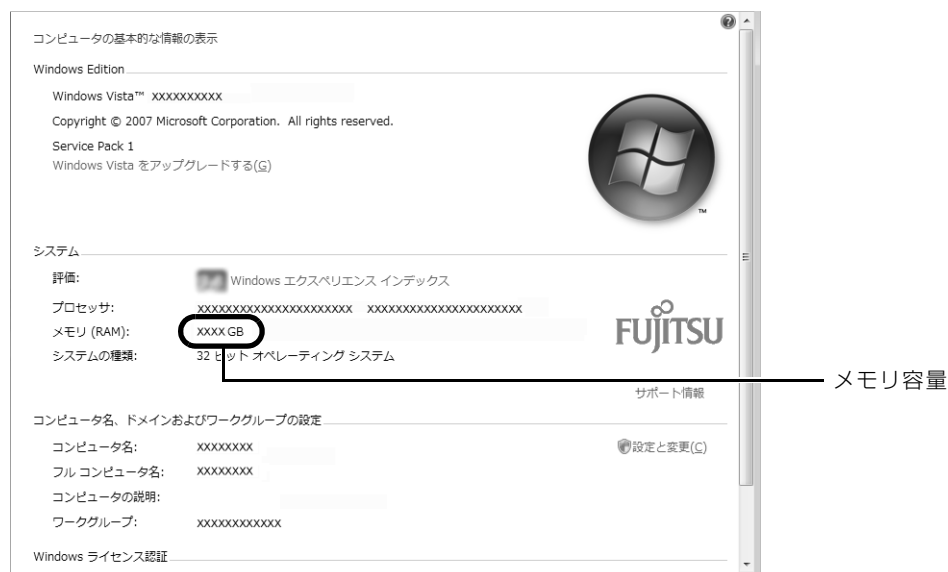 コンピュータの基本的な情報の表示
Windows Edition
Windows Vista™ xxxxxxxxxx
Copyright © 2007 Microsoft Corporation. All rights reserved.
Service Pack 1
Windows Vista をアップグレードする(G)
TM
システム
評価: Windows エクスペリエンス インデックス
プロセッサ: xxxxxxxxxxxxxxxxxxxxxx xxxxxxxxxxxxxxxxxxxxxx
メモリ (RAM): xxxx GB
FUJITSU
システムの種類: 32 ビット オペレーティング システム
メモリ容量
サポート情報
コンピュータ名、ドメインおよびワークグループの設定
コンピュータ名: xxxxxxxx
設定と変更(C)
フル コンピュータ名: xxxxxxxx
コンピュータの説明:
ワークグループ: xxxxxxxxxxxx
Windows ライセンス認証